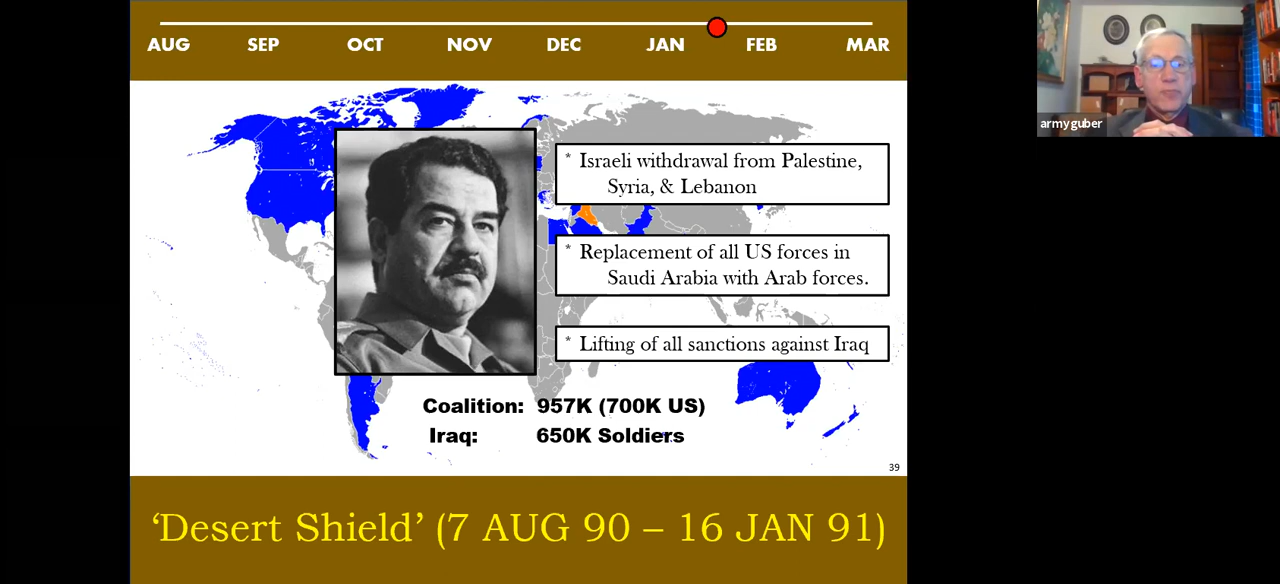 AUG SEP OCT NOV DEC JAN FEB MAR
armyguber
* Israeli withdrawal from Palestine,
Syria, & Lebanon
* Replacement of all US forces in
Saudi Arabia with Arab forces.
* Lifting of all sanctions against Iraq
Coalition: 957K (700K US)
Iraq: 650K Soldiers
39
‘Desert Shield’ (7 AUG 90 – 16 JAN 91)